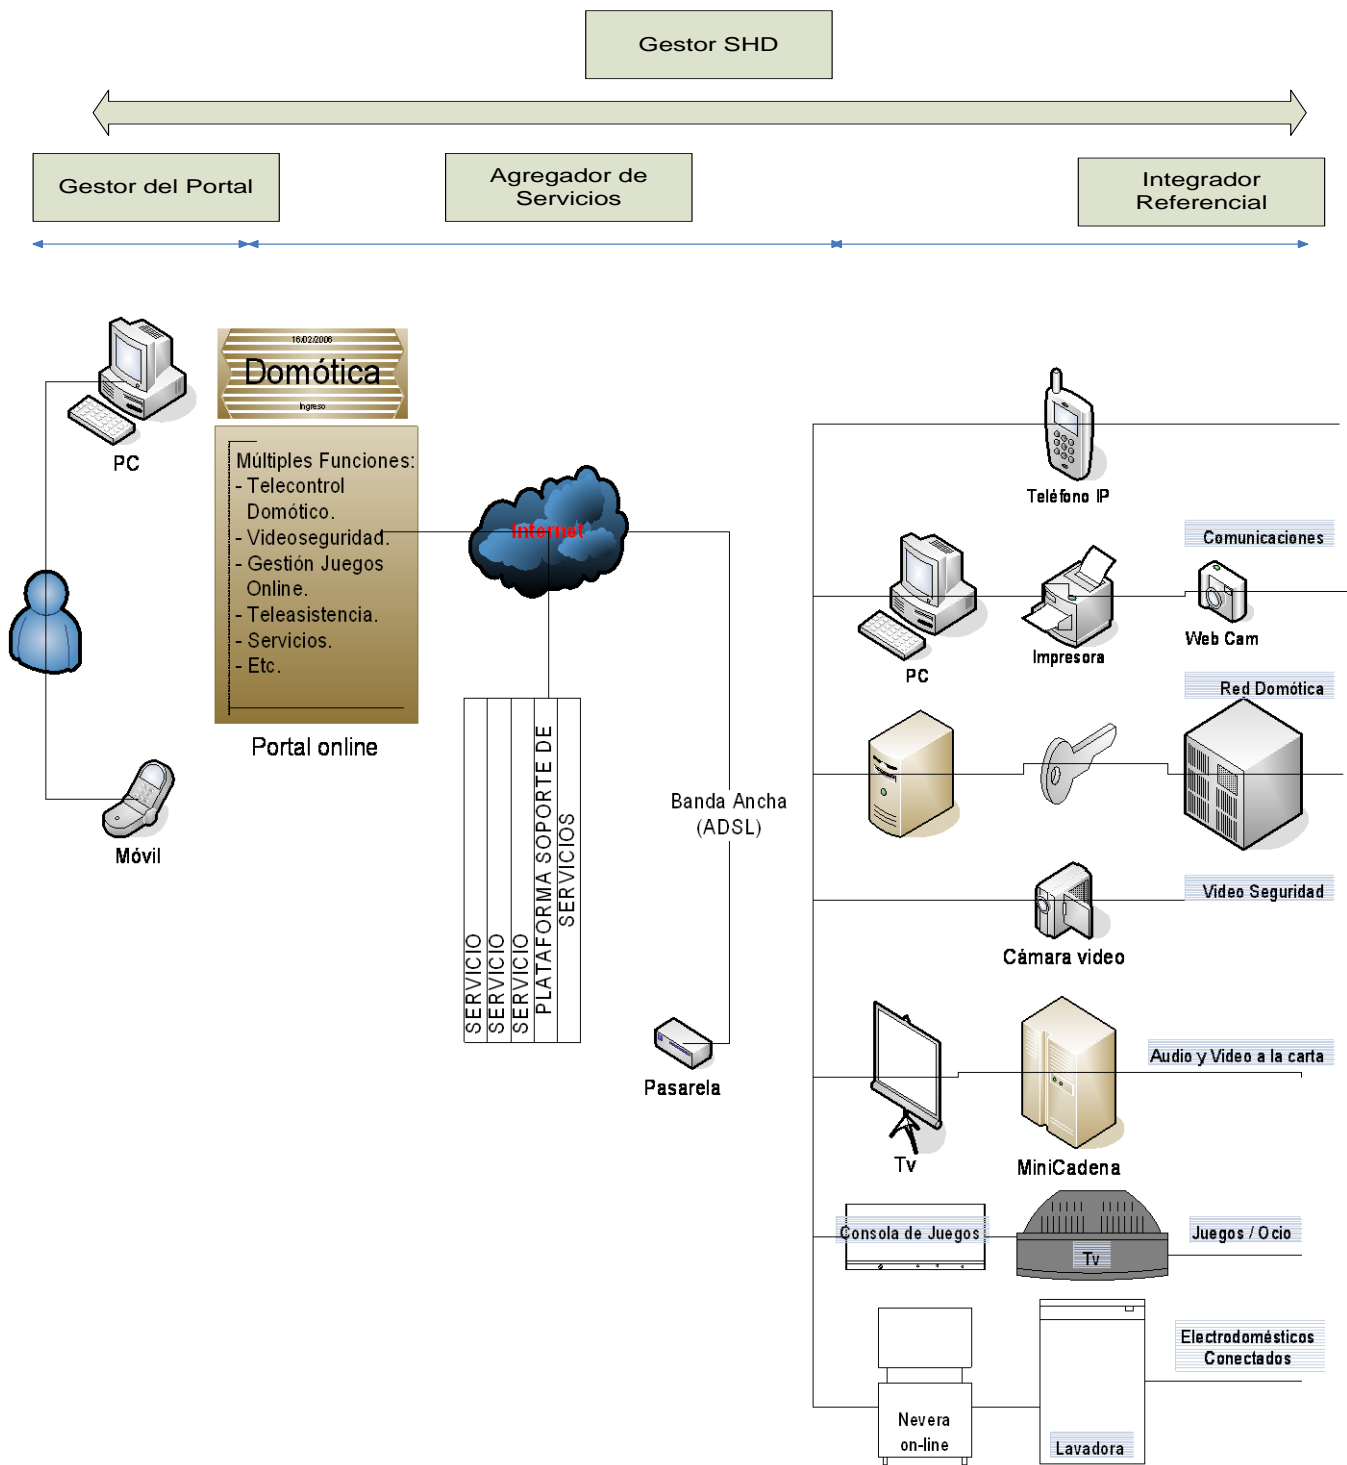 Gestor SHD
Gestor del Portal
Agregador de
Servicios
Integrador
Referencial
16/02/2006
Domótica
Ingreso
PC
Múltiples Funciones:
- Telecontrol
Domótico.
- Videoseguridad.
- Gestión Juegos
Online.
- Teleasistencia.
- Servicios.
- Etc.
Portal online
Móvil
Internet
SERVICIO
SERVICIO
SERVICIO
PLATAFORMA SOPORTE DE
SERVICIOS
Banda Ancha
(ADSL)
Pasarela
Teléfono IP
Comunicaciones
PC
Impresora
Web Cam
Red Domótica
Video Seguridad
Cámara video
Audio y Video a la carta
Tv
MiniCadena
Consola de Juegos
Tv
Juegos / Ocio
Electrodomésticos
Conectados
Nevera
on-line
Lavadora